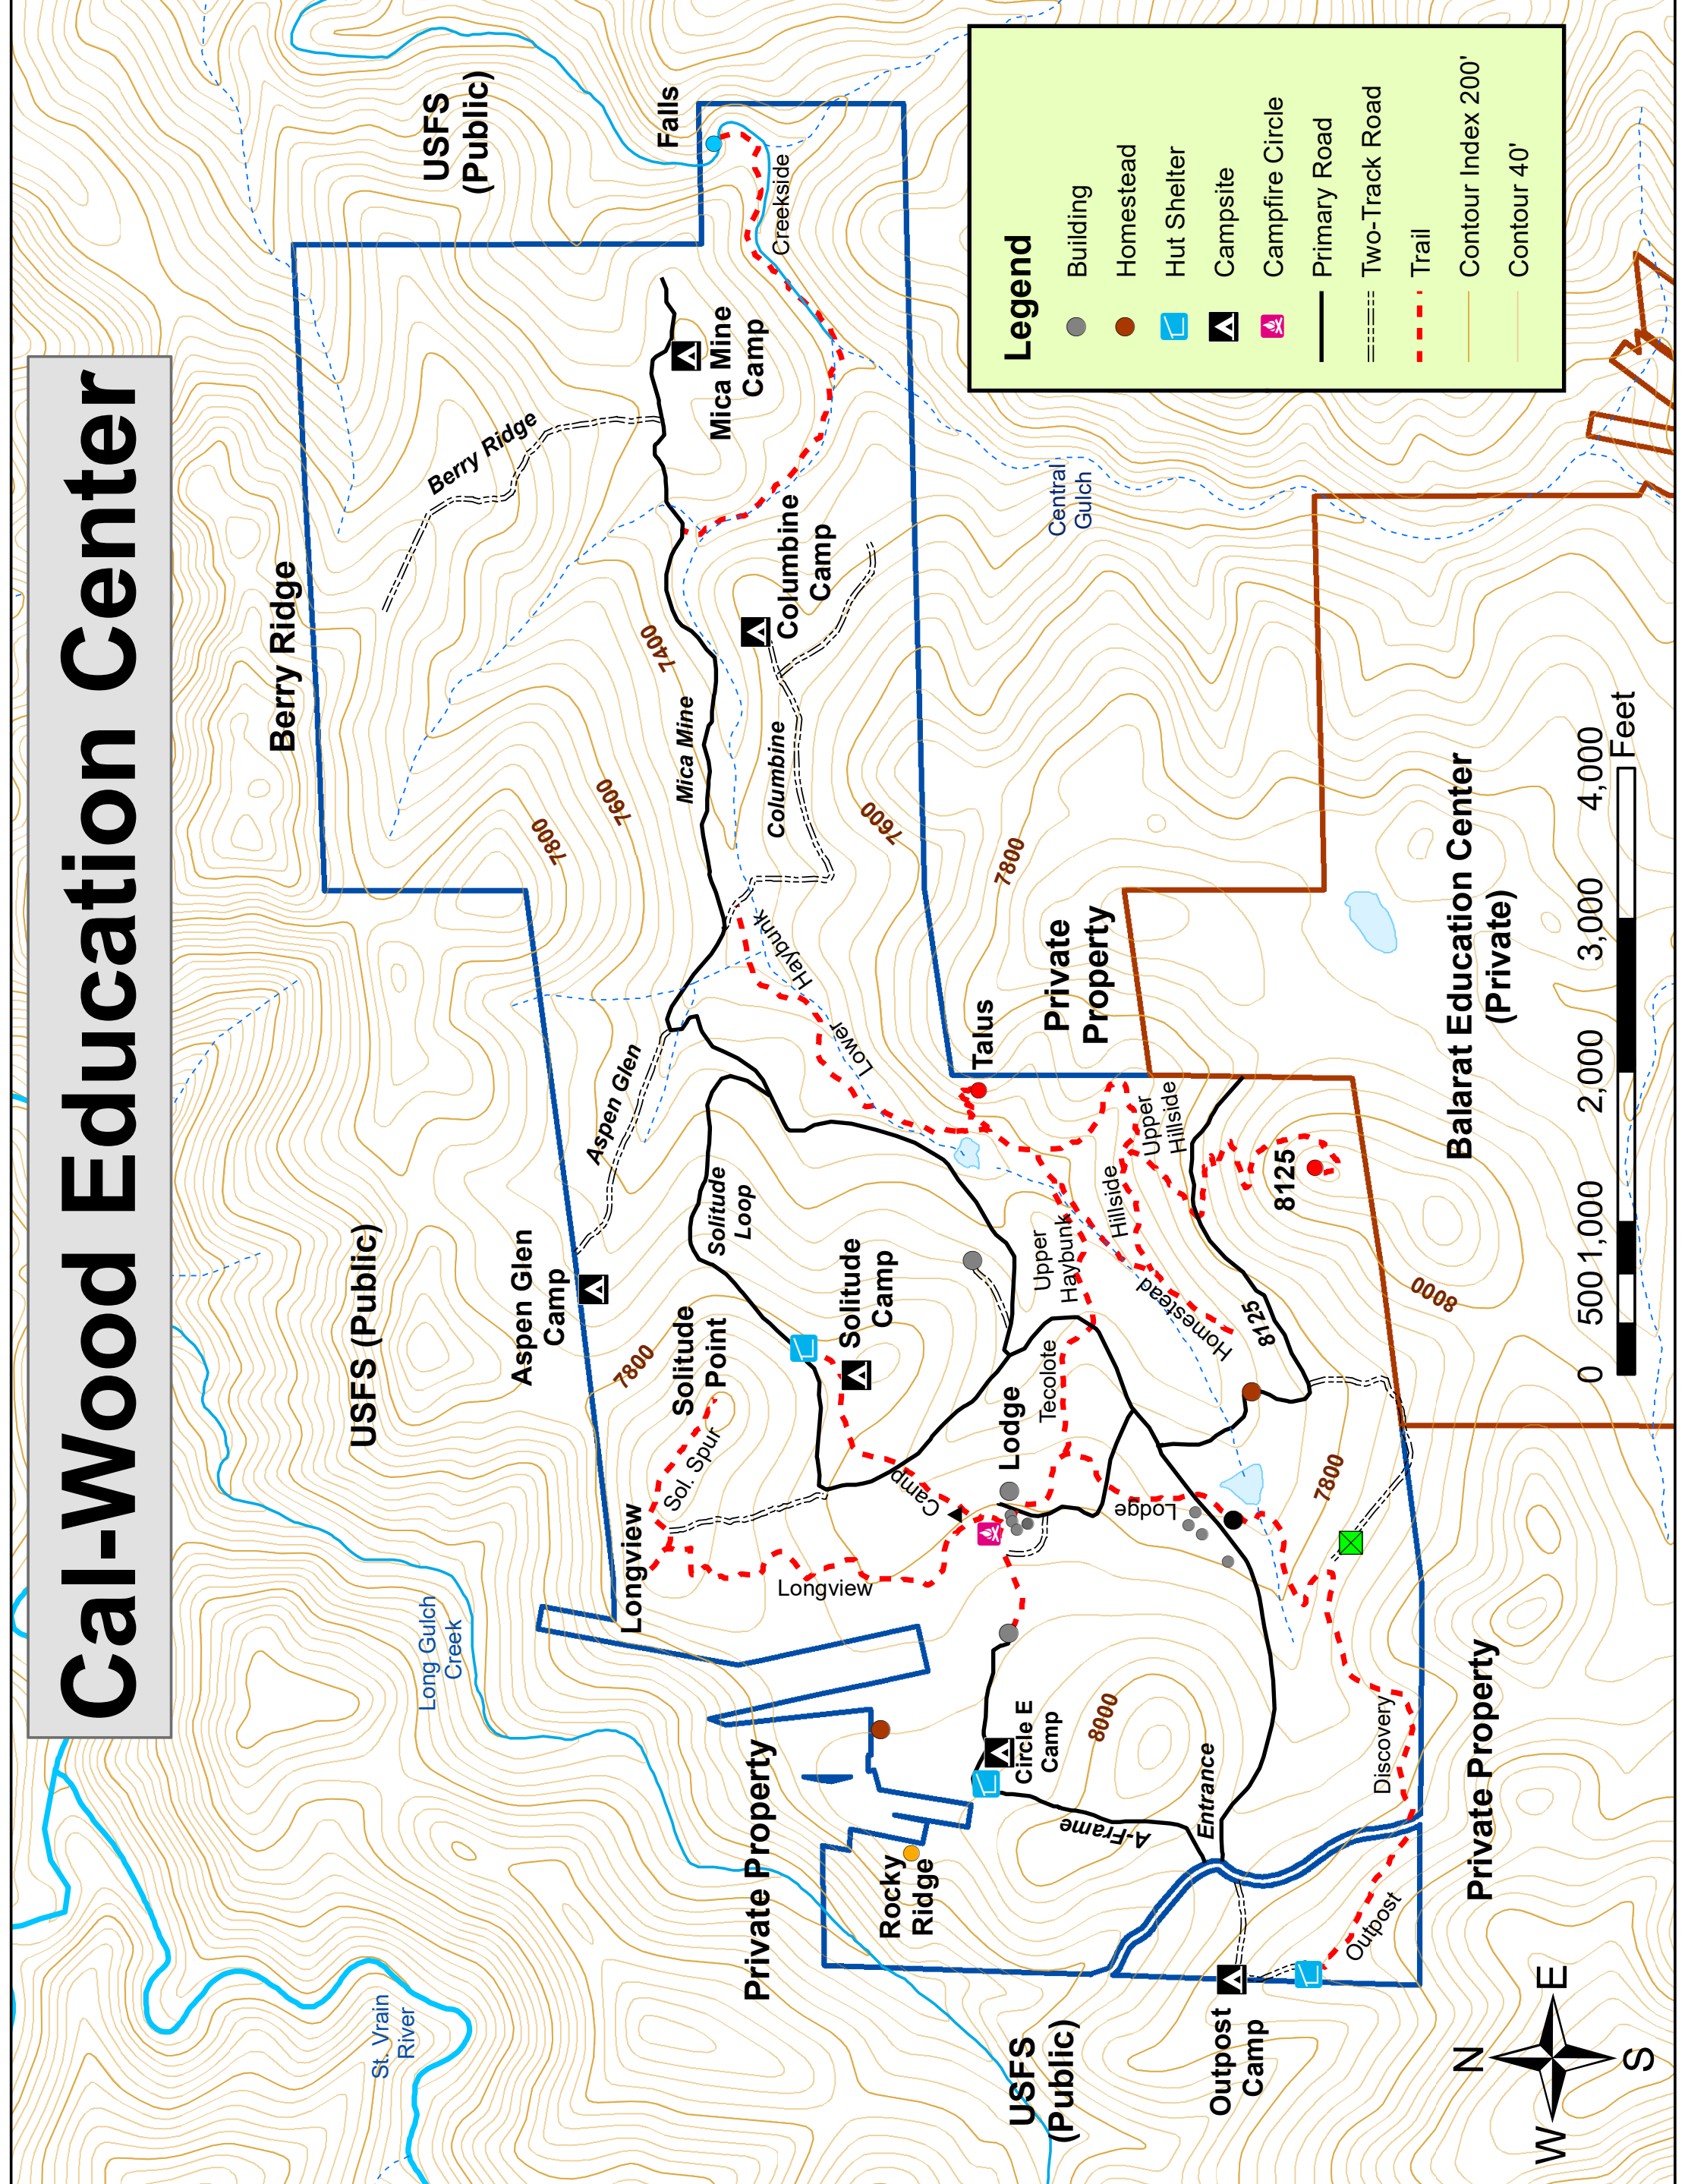 Cal-Wood Education Center
USFS
(Public)
Falls
Creekside
Berry Ridge
Berry Ridge
Mica Mine
Camp
Columbine
Camp
7400
Mica Mine
Columbine
7600
7800
7600
7800
Central
Gulch
Haybunk
Lower
Aspen Glen
USFS (Public)
Aspen Glen
Camp
Solitude
Loop
Solitude
Camp
Solitude
Point
7800
Sol. Spur
Longview
Longview
Camp
Lodge
Tecolote
Lodge
Upper
Haybunk
Hillside
Upper
Hillside
Homestead
Talus
Private
Property
8125
8125
8000
7800
Balarat Education Center
(Private)
Long Gulch
Creek
Private Property
Rocky
Ridge
Circle E
Camp
8000
A-Frame
Entrance
Discovery
Outpost
Private Property
Outpost
Camp
USFS
(Public)
St. Vrain
River
Legend
Building
Homestead
Hut Shelter
Campsite
Campfire Circle
Primary Road
Two-Track Road
Trail
Contour Index 200'
Contour 40'
0 500 1,000 2,000 3,000 4,000
Feet
N
W E
S